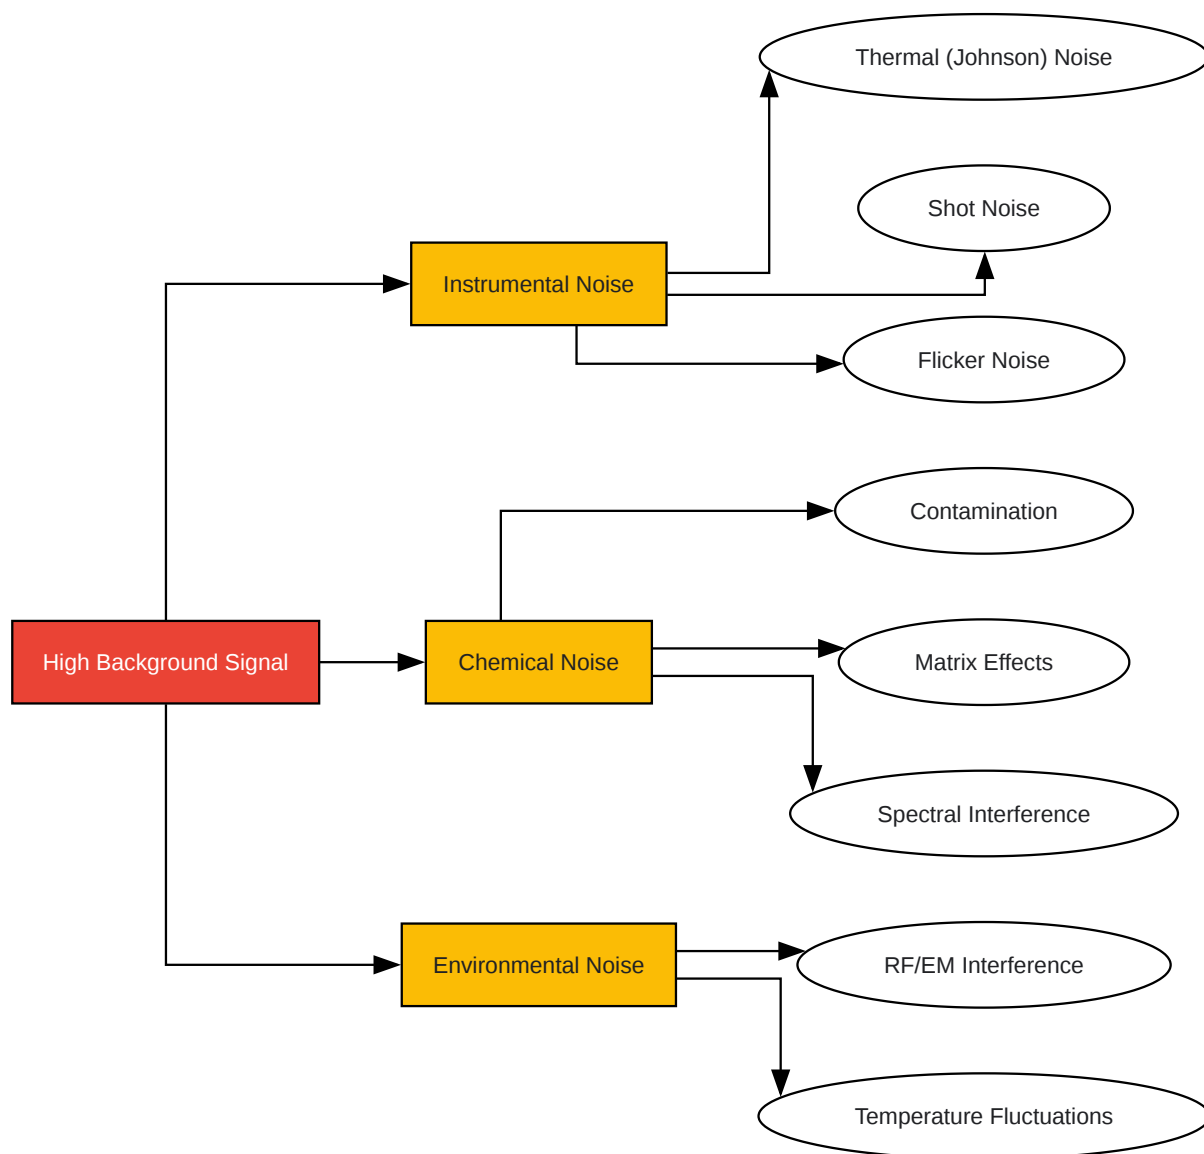 Thermal (Johnson) Noise
Shot Noise
Instrumental Noise
Flicker Noise
Contamination
High Background Signal
Chemical Noise
Matrix Effects
Spectral Interference
Environmental Noise
RF/EM Interference
Temperature Fluctuations